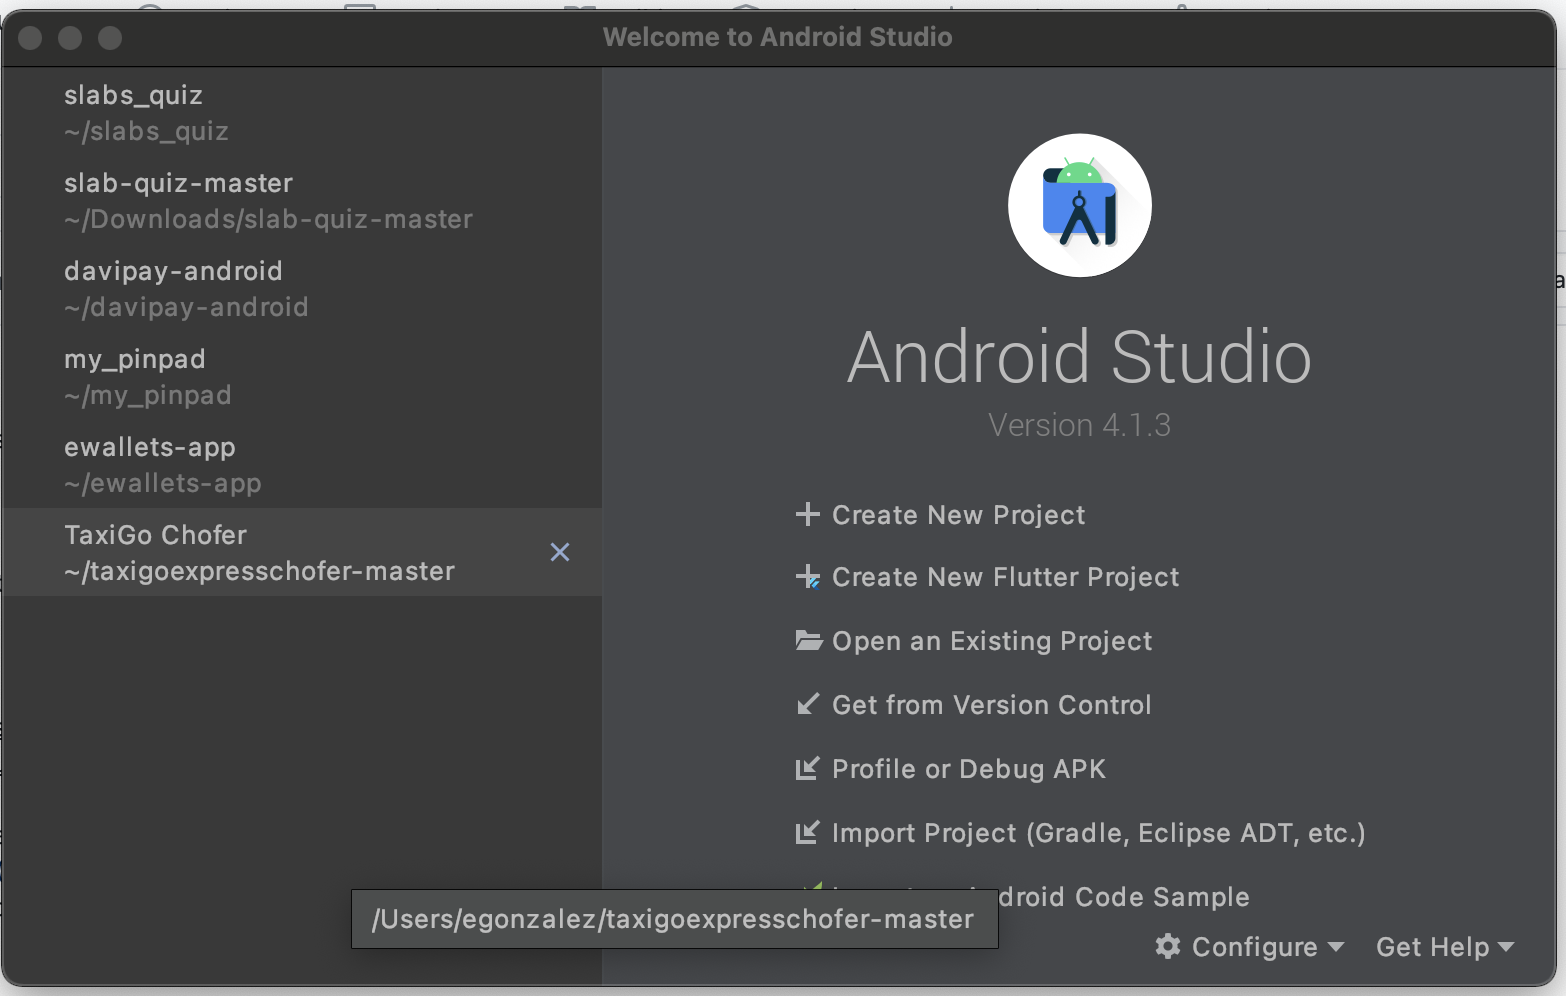 Welcome to Android Studio
slabs_quiz
~/slabs_quiz
slab-quiz-master
~/Downloads/slab-quiz-master
davipay-android
~/davipay-android
my_pinpad
~/my_pinpad
ewallets-app
~/ewallets-app
TaxiGo Chofer
~/taxigoexpresschofer-master
Android Studio
Version 4.1.3
Create New Project
Create New Flutter Project
Open an Existing Project
Get from Version Control
Profile or Debug APK
Import Project (Gradle, Eclipse ADT, etc.)
Code Sample
/Users/egonzalez/taxigoexpresschofer-master
Configure
Get Help